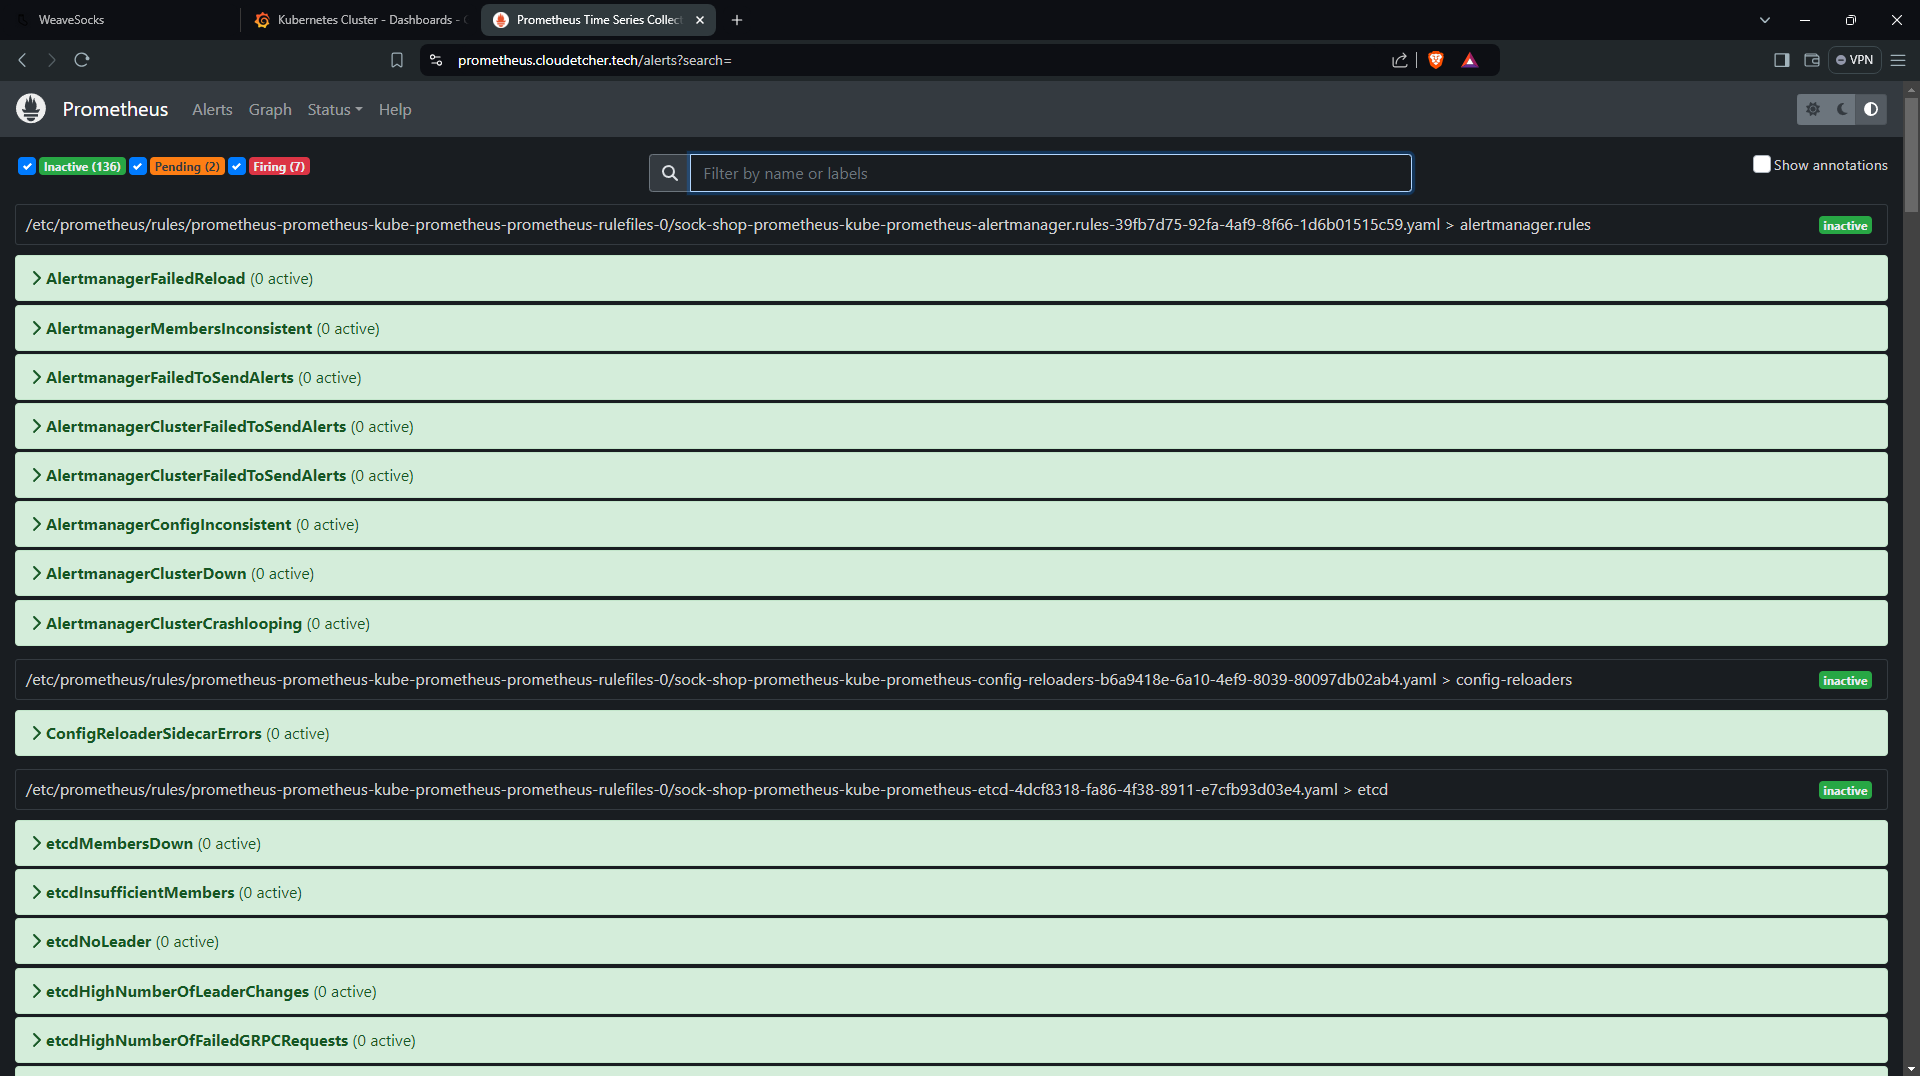 WeaveSocks
Kubernetes Cluster - Dashboards -
Prometheus Time Series Collec
prometheus.cloudetcher.tech/alerts?search=
VPN
Prometheus Alerts Graph Status Help
Inactive (136) Pending (2) Firing (7)
Filter by name or labels
Show annotations
/etc/prometheus/rules/prometheus-prometheus-kube-prometheus-prometheus-rulefiles-0/sock-shop-prometheus-kube-prometheus-alertmanager.rules-39fb7d75-92fa-4af9-8f66-1d6b01515c59.yaml > alertmanager.rules inactive
AlertmanagerFailedReload (0 active)
AlertmanagerMembersInconsistent (0 active)
AlertmanagerFailedToSendAlerts (0 active)
AlertmanagerClusterFailedToSendAlerts (0 active)
AlertmanagerClusterFailedToSendAlerts (0 active)
AlertmanagerConfigInconsistent (0 active)
AlertmanagerClusterDown (0 active)
AlertmanagerClusterCrashlooping (0 active)
/etc/prometheus/rules/prometheus-prometheus-kube-prometheus-prometheus-rulefiles-0/sock-shop-prometheus-kube-prometheus-config-reloaders-b6a9418e-6a10-4ef9-8039-80097db02ab4.yaml > config-reloaders inactive
ConfigReloaderSidecarErrors (0 active)
/etc/prometheus/rules/prometheus-prometheus-kube-prometheus-prometheus-rulefiles-0/sock-shop-prometheus-kube-prometheus-etcd-4dcf8318-fa86-4f38-8911-e7cfb93d03e4.yaml > etcd inactive
etcdMembersDown (0 active)
etcdInsufficientMembers (0 active)
etcdNoLeader (0 active)
etcdHighNumberOfLeaderChanges (0 active)
etcdHighNumberOfFailedGRPCRequests (0 active)